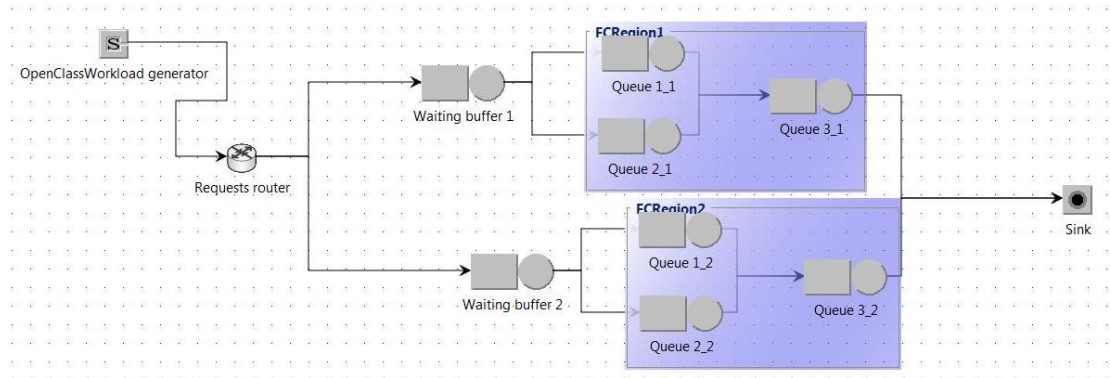 S
OpenClassWorkload generator
Requests router
Waiting buffer 1
FCRegion1
Queue 1_1
Queue 2_1
Queue 3_1
Waiting buffer 2
FCRegion2
Queue 1_2
Queue 2_2
Queue 3_2
Sink